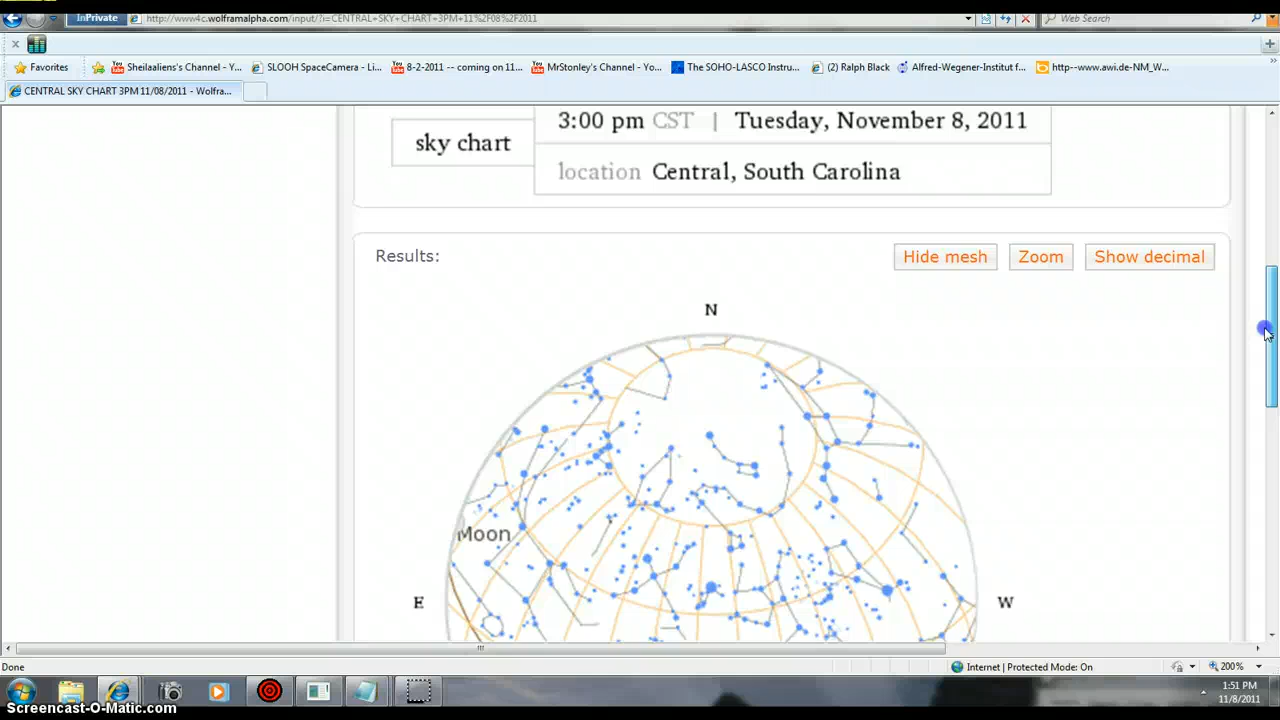 InPrivate
http://www4c.wolframalpha.com/input/?i=CENTRAL+SKY+CHART+3PM+11%2F08%2F2011
Web Search
Favorites
Sheilaaliens's Channel - Y...
SLOOH SpaceCamera - Li...
8-2-2011 -- coming on 11...
MrStonley's Channel - Yo...
The SOHO-LASCO Instru...
(2) Ralph Black
Alfred-Wegener-Institut f...
http--www.awi.de-NM_W...
CENTRAL SKY CHART 3PM 11/08/2011 - Wolfra...
sky chart
3:00 pm CST | Tuesday, November 8, 2011
location Central, South Carolina
Results:
Hide mesh
Zoom
Show decimal
N
Moon
E
W
Done
Internet | Protected Mode: On
200%
1:51 PM
11/8/2011
Screencast-O-Matic.com